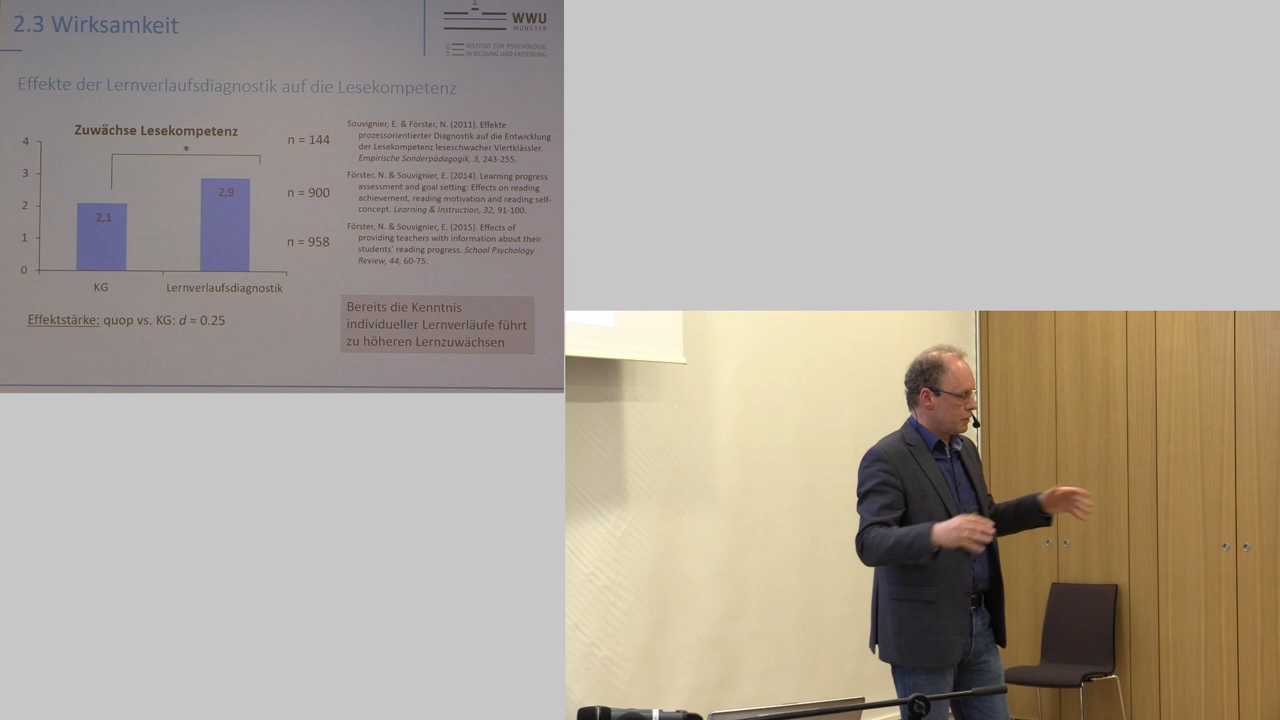 2.3 Wirksamkeit
WWU
MÜNSTER
INSTITUT FÜR PSYCHOLOGIE
IN BILDUNG UND ERZIEHUNG
Effekte der Lernverlaufsdiagnostik auf die Lesekompetenz
Zuwächse Lesekompetenz
4
3
2
1
0
*
2,1
2,9
KG
Lernverlaufsdiagnostik
Effektstärke: quop vs. KG: d ≈ 0.25
n = 144
Souvignier, E. & Förster, N. (2011). Effekte
prozessorientierter Diagnostik auf die Entwicklung
der Lesekompetenz leseschwacher Viertklässler.
Empirische Sonderpädagogik, 3, 243-255.
n = 900
Förster, N. & Souvignier, E. (2014). Learning progress
assessment and goal setting: Effects on reading
achievement, reading motivation and reading self-
concept. Learning & Instruction, 32, 91-100.
n = 958
Förster, N. & Souvignier, E. (2015). Effects of
providing teachers with information about their
students' reading progress. School Psychology
Review, 44, 60-75.
Bereits die Kenntnis
individueller Lernverläufe führt
zu höheren Lernzuwächsen